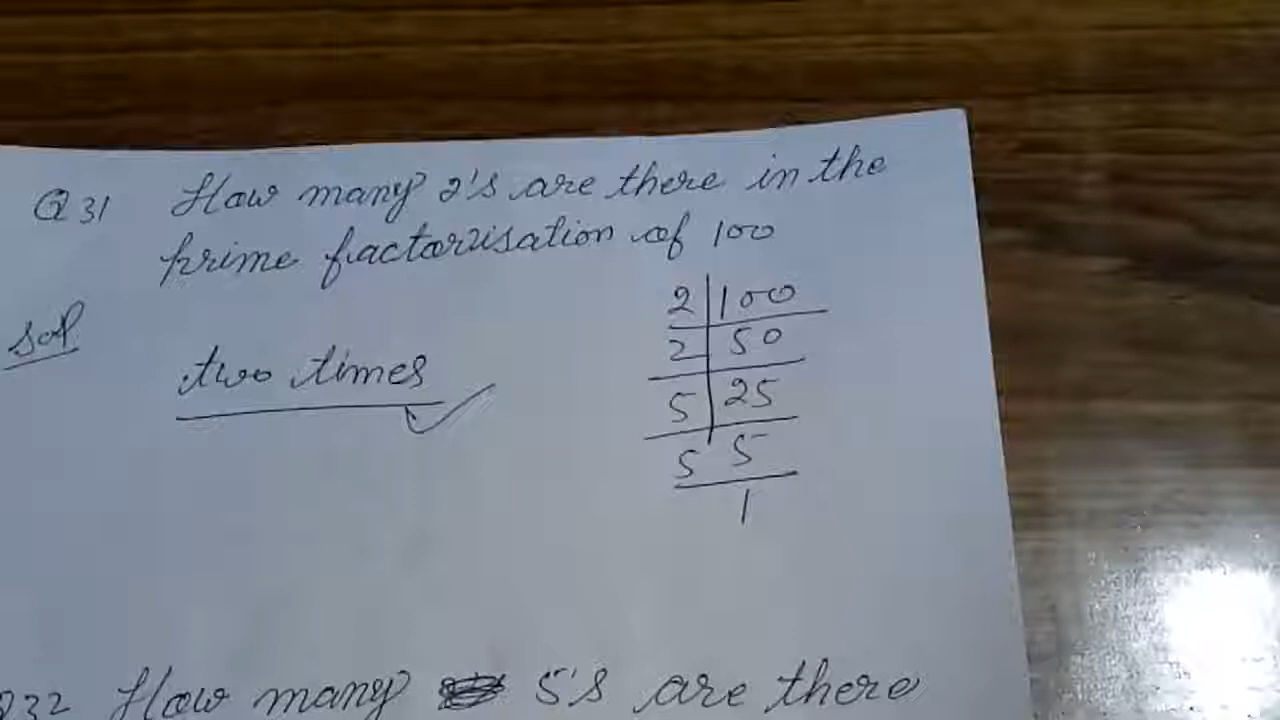 Q 31 How many 2's are there in the
prime factorisation of 100
Sol
two times
2 | 100
2 | 50
5 | 25
5 5
1
Q32 How many 5's are there